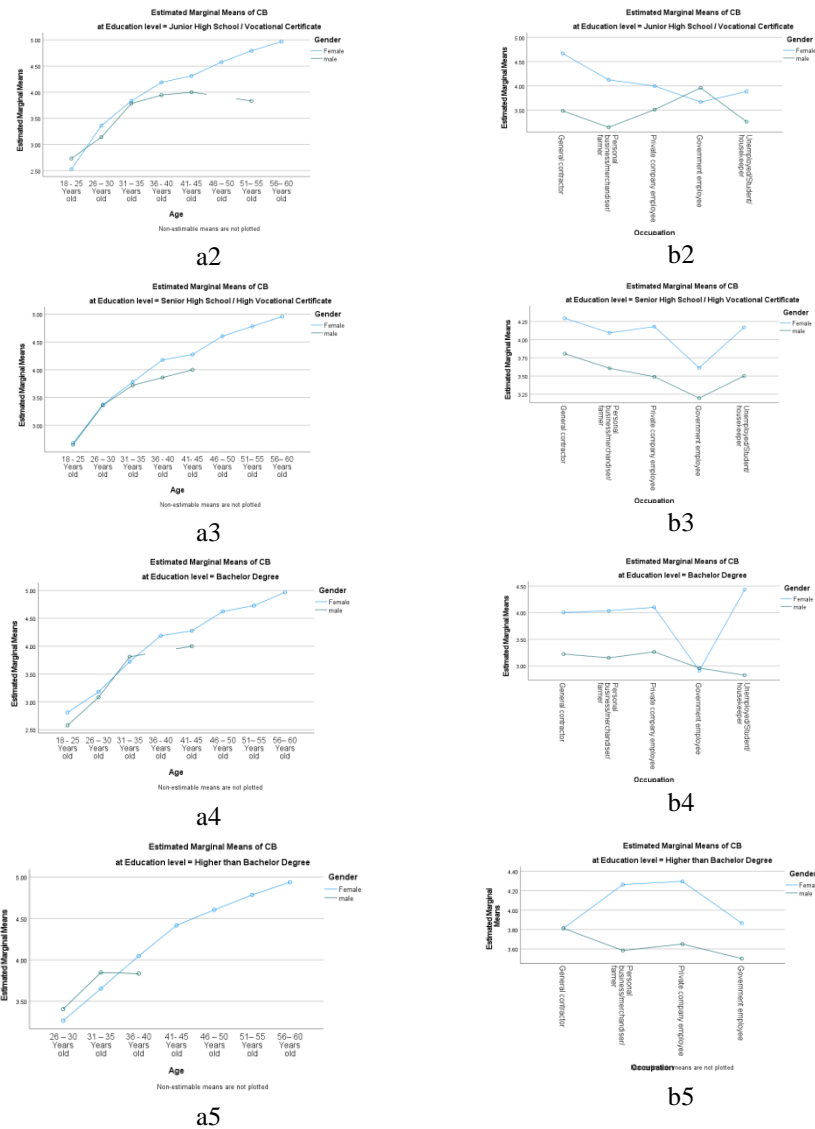 Estimated Marginal Means of CB
at Education level = Junior High School / Vocational Certificate
Gender
Female
male
Estimated Marginal Means
5.00
4.50
4.00
3.50
3.00
2.50
18 - 25 Years old
26 – 30 Years old
31 – 35 Years old
36 - 40 Years old
41- 45 Years old
46 – 50 Years old
51– 55 Years old
56– 60 Years old
Age
Non-estimable means are not plotted
a2
Estimated Marginal Means of CB
at Education level = Junior High School / Vocational Certificate
Gender
Female
male
Estimated Marginal Means
5.00
4.50
4.00
3.50
General contractor
Personal business/merchandiser/ farmer
Private company employee
Government employee
Unemployed/Student/ housekeeper
Occupation
b2
Estimated Marginal Means of CB
at Education level = Senior High School / High Vocational Certificate
Gender
Female
male
Estimated Marginal Means
5.00
4.50
4.00
3.50
3.00
18 - 25 Years old
26 – 30 Years old
31 – 35 Years old
36 - 40 Years old
41- 45 Years old
46 – 50 Years old
51– 55 Years old
56– 60 Years old
Age
Non-estimable means are not plotted
a3
Estimated Marginal Means of CB
at Education level = Senior High School / High Vocational Certificate
Gender
Female
male
Estimated Marginal Means
4.25
4.00
3.75
3.50
3.25
General contractor
Personal business/merchandiser/ farmer
Private company employee
Government employee
Unemployed/Student/ housekeeper
Occupation
b3
Estimated Marginal Means of CB
at Education level = Bachelor Degree
Gender
Female
male
Estimated Marginal Means
5.00
4.50
4.00
3.50
3.00
2.50
18 - 25 Years old
26 – 30 Years old
31 – 35 Years old
36 - 40 Years old
41- 45 Years old
46 – 50 Years old
51– 55 Years old
56– 60 Years old
Age
Non-estimable means are not plotted
a4
Estimated Marginal Means of CB
at Education level = Bachelor Degree
Gender
Female
male
Estimated Marginal Means
4.50
4.00
3.50
3.00
General contractor
Personal business/merchandiser/ farmer
Private company employee
Government employee
Unemployed/Student/ housekeeper
Occupation
b4
Estimated Marginal Means of CB
at Education level = Higher than Bachelor Degree
Gender
Female
male
Estimated Marginal Means
5.00
4.50
4.00
3.50
26 – 30 Years old
31 – 35 Years old
36 - 40 Years old
41- 45 Years old
46 – 50 Years old
51– 55 Years old
56– 60 Years old
Age
Non-estimable means are not plotted
a5
Estimated Marginal Means of CB
at Education level = Higher than Bachelor Degree
Gender
Fema
male
Estimated Marginal Means
4.40
4.20
4.00
3.80
3.60
General contractor
Personal business/merchandiser/ farmer
Private company employee
Government employee
Occupation
means are not plotted
b5